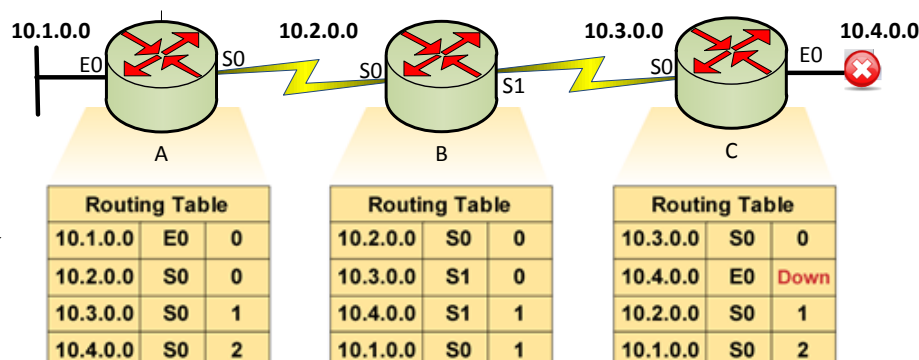 10.1.0.0 10.2.0.0 10.3.0.0 10.4.0.0
E0 S0 S0 S1 S0 E0
A B C
Routing Table
10.1.0.0 E0 0
10.2.0.0 S0 0
10.3.0.0 S0 1
10.4.0.0 S0 2
Routing Table
10.2.0.0 S0 0
10.3.0.0 S1 0
10.4.0.0 S1 1
10.1.0.0 S0 1
Routing Table
10.3.0.0 S0 0
10.4.0.0 E0 Down
10.2.0.0 S0 1
10.1.0.0 S0 2